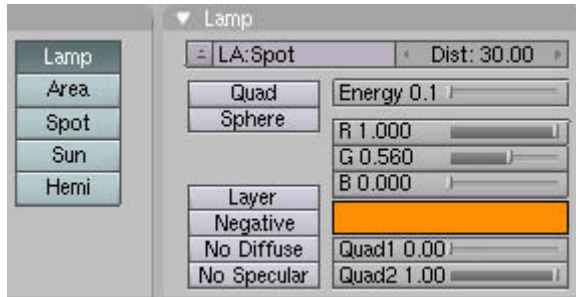 Lamp
Lamp
Area
Spot
Sun
Hemi
LA:Spot
Dist: 30.00
Quad
Sphere
Energy 0.1
R 1.000
G 0.560
B 0.000
Layer
Negative
No Diffuse
No Specular
Quad1 0.00
Quad2 1.00